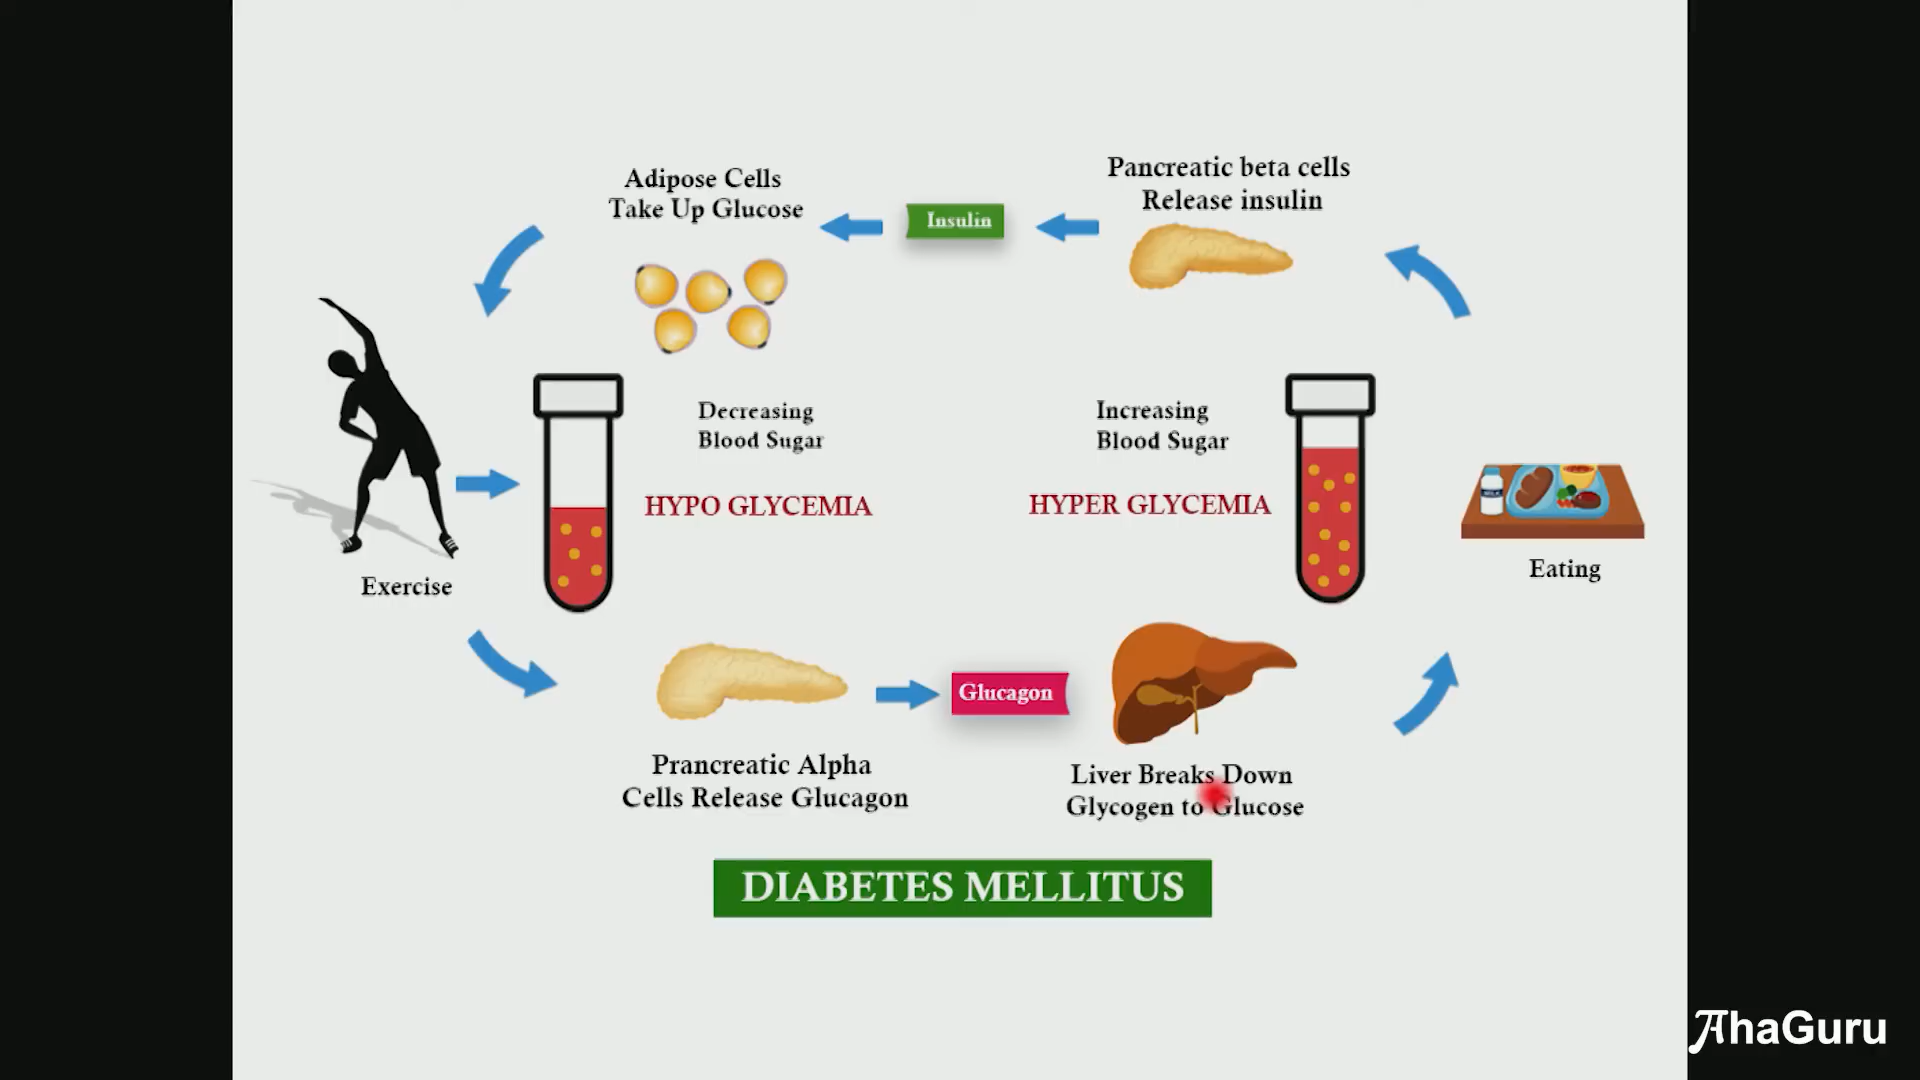 Adipose Cells
Take Up Glucose
Insulin
Pancreatic beta cells
Release insulin
Decreasing
Blood Sugar
HYPO GLYCEMIA
Increasing
Blood Sugar
HYPER GLYCEMIA
MILK
Exercise
Eating
Glucagon
Prancreatic Alpha
Cells Release Glucagon
Liver Breaks Down
Glycogen to Glucose
DIABETES MELLITUS
AhaGuru